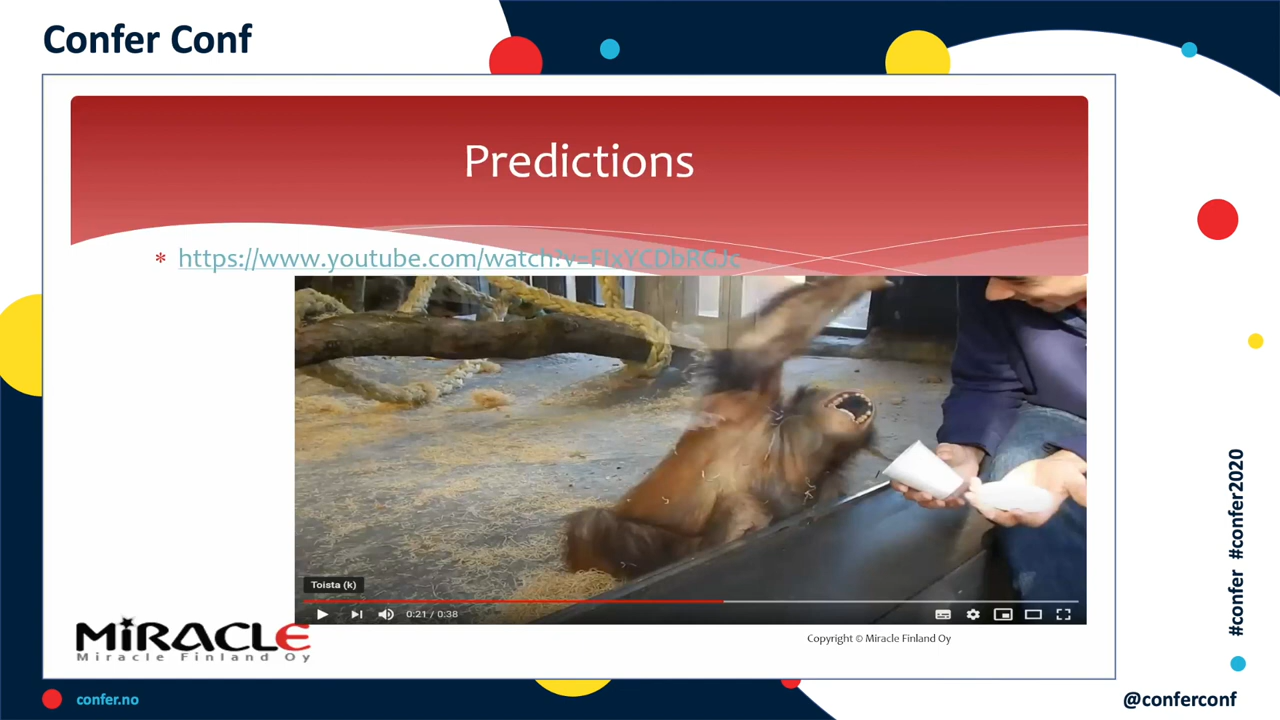 Confer Conf
Predictions
* https://www.youtube.com/watch?v=FIxYCDbRGJc
Toista (k)
0:21 / 0:38
MIRACLE
Miracle Finland Oy
Copyright © Miracle Finland Oy
#confer #confer2020
confer.no
@conferconf